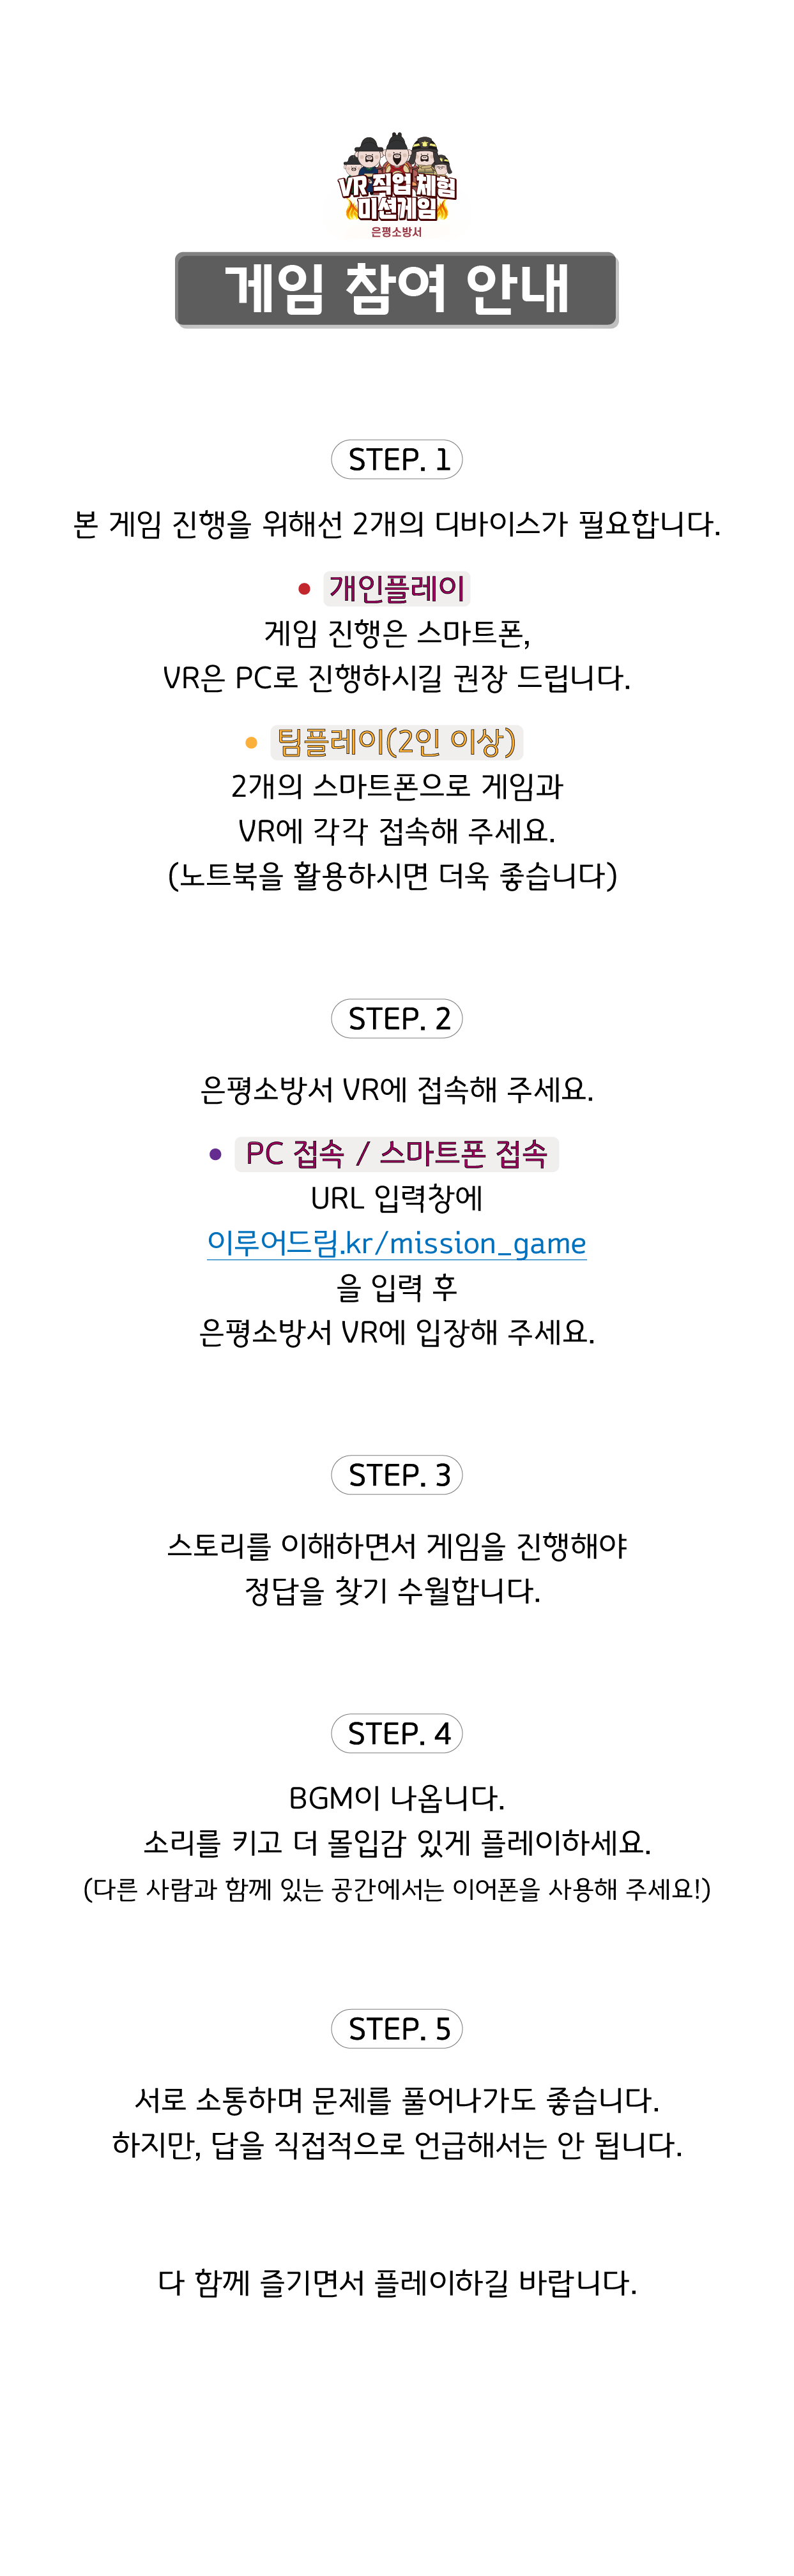 VR 직업 체험
미션게임
은평소방서
게임 참여 안내
STEP. 1
본 게임 진행을 위해선 2개의 디바이스가 필요합니다.
• 개인플레이
게임 진행은 스마트폰,
VR은 PC로 진행하시길 권장 드립니다.
• 팀플레이(2인 이상)
2개의 스마트폰으로 게임과
VR에 각각 접속해 주세요.
(노트북을 활용하시면 더욱 좋습니다)
STEP. 2
은평소방서 VR에 접속해 주세요.
• PC 접속 / 스마트폰 접속
URL 입력창에
이루어드림.kr/mission_game
을 입력 후
은평소방서 VR에 입장해 주세요.
STEP. 3
스토리를 이해하면서 게임을 진행해야
정답을 찾기 수월합니다.
STEP. 4
BGM이 나옵니다.
소리를 키고 더 몰입감 있게 플레이하세요.
(다른 사람과 함께 있는 공간에서는 이어폰을 사용해 주세요!)
STEP. 5
서로 소통하며 문제를 풀어나가도 좋습니다.
하지만, 답을 직접적으로 언급해서는 안 됩니다.
다 함께 즐기면서 플레이하길 바랍니다.